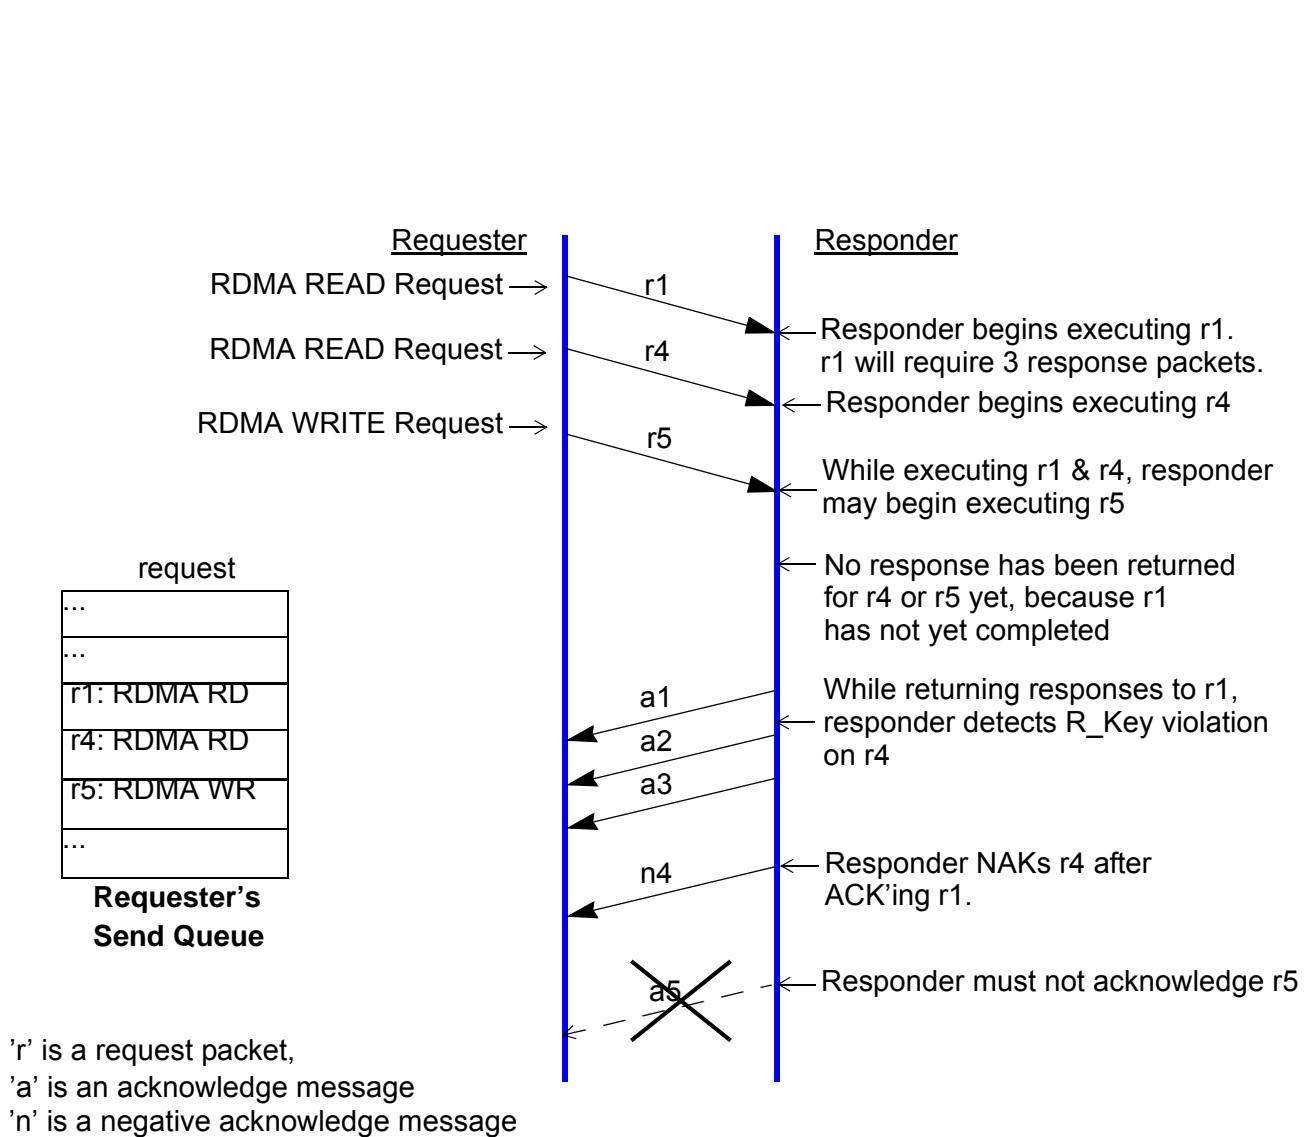 Requester
Responder
RDMA READ Request
r1
Responder begins executing r1.
r1 will require 3 response packets.
RDMA READ Request
r4
Responder begins executing r4
RDMA WRITE Request
r5
While executing r1 & r4, responder
may begin executing r5
No response has been returned
for r4 or r5 yet, because r1
has not yet completed
request
...
...
r1: RDMA RD
r4: RDMA RD
r5: RDMA WR
...
Requester's
Send Queue
a1
While returning responses to r1,
responder detects R_Key violation
on r4
a2
a3
n4
Responder NAKs r4 after
ACK'ing r1.
a5
Responder must not acknowledge r5
'r' is a request packet,
'a' is an acknowledge message
'n' is a negative acknowledge message